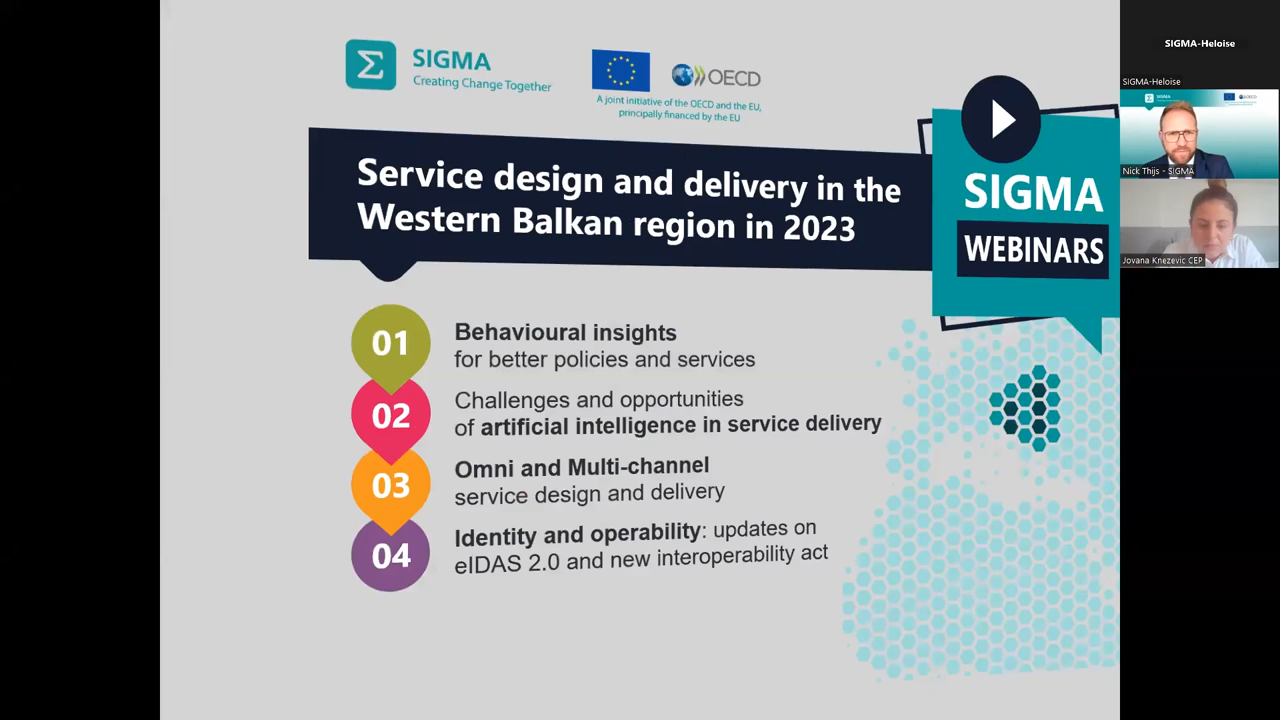 SIGMA
Creating Change Together
OECD
A joint initiative of the OECD and the EU,
principally financed by the EU
Service design and delivery in the
Western Balkan region in 2023
SIGMA
WEBINARS
01
Behavioural insights
for better policies and services
02
Challenges and opportunities
of artificial intelligence in service delivery
03
Omni and Multi-channel
service design and delivery
04
Identity and operability: updates on
eIDAS 2.0 and new interoperability act
SIGMA-Heloise
SIGMA-Heloise
SIGMA
OECD
Nick Thijs - SIGMA
Jovana Knezevic CEP